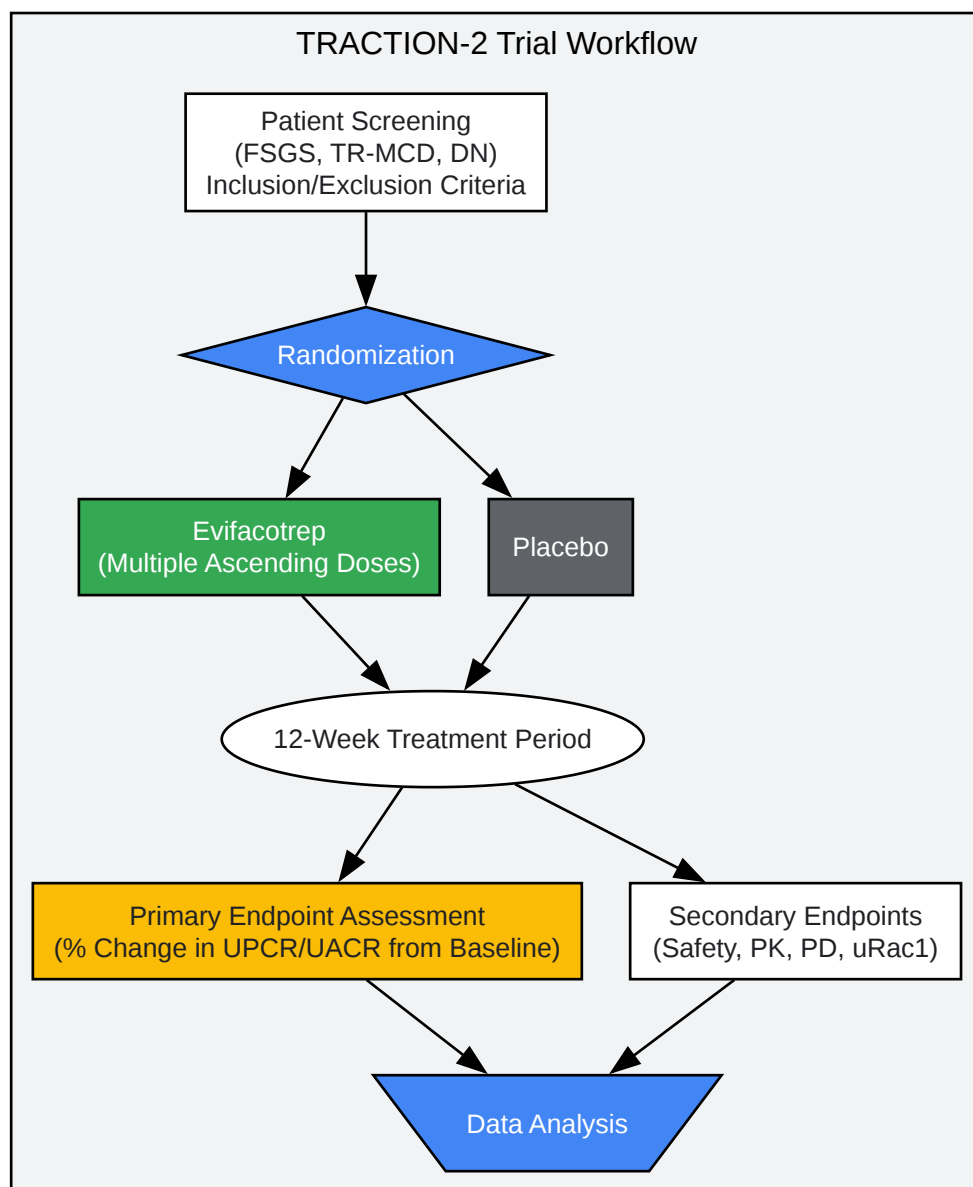 TRACTION-2 Trial Workflow
Patient Screening
(FSGS, TR-MCD, DN)
Inclusion/Exclusion Criteria
Randomization
Evifacotrep
(Multiple Ascending Doses)
Placebo
12-Week Treatment Period
Primary Endpoint Assessment
(% Change in UPCR/UACR from Baseline)
Secondary Endpoints
(Safety, PK, PD, uRac1)
Data Analysis